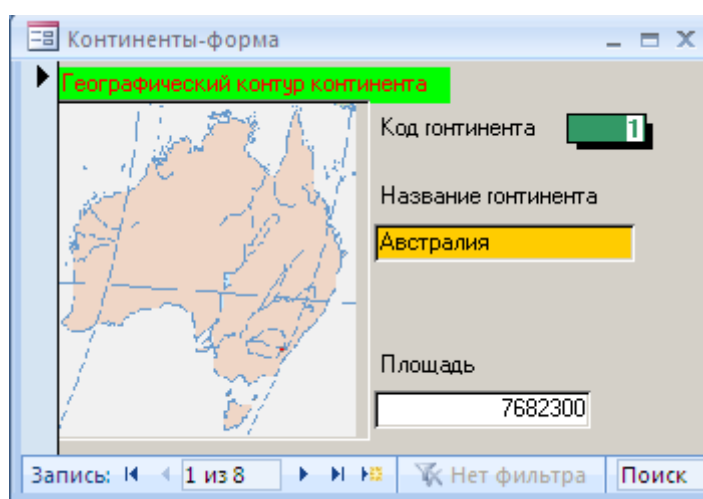 Континенты-форма
Географический контур континента
Код гонтинента 1
Название гонтинента
Австралия
Площадь
7682300
Запись: 1 из 8 Нет фильтра Поиск